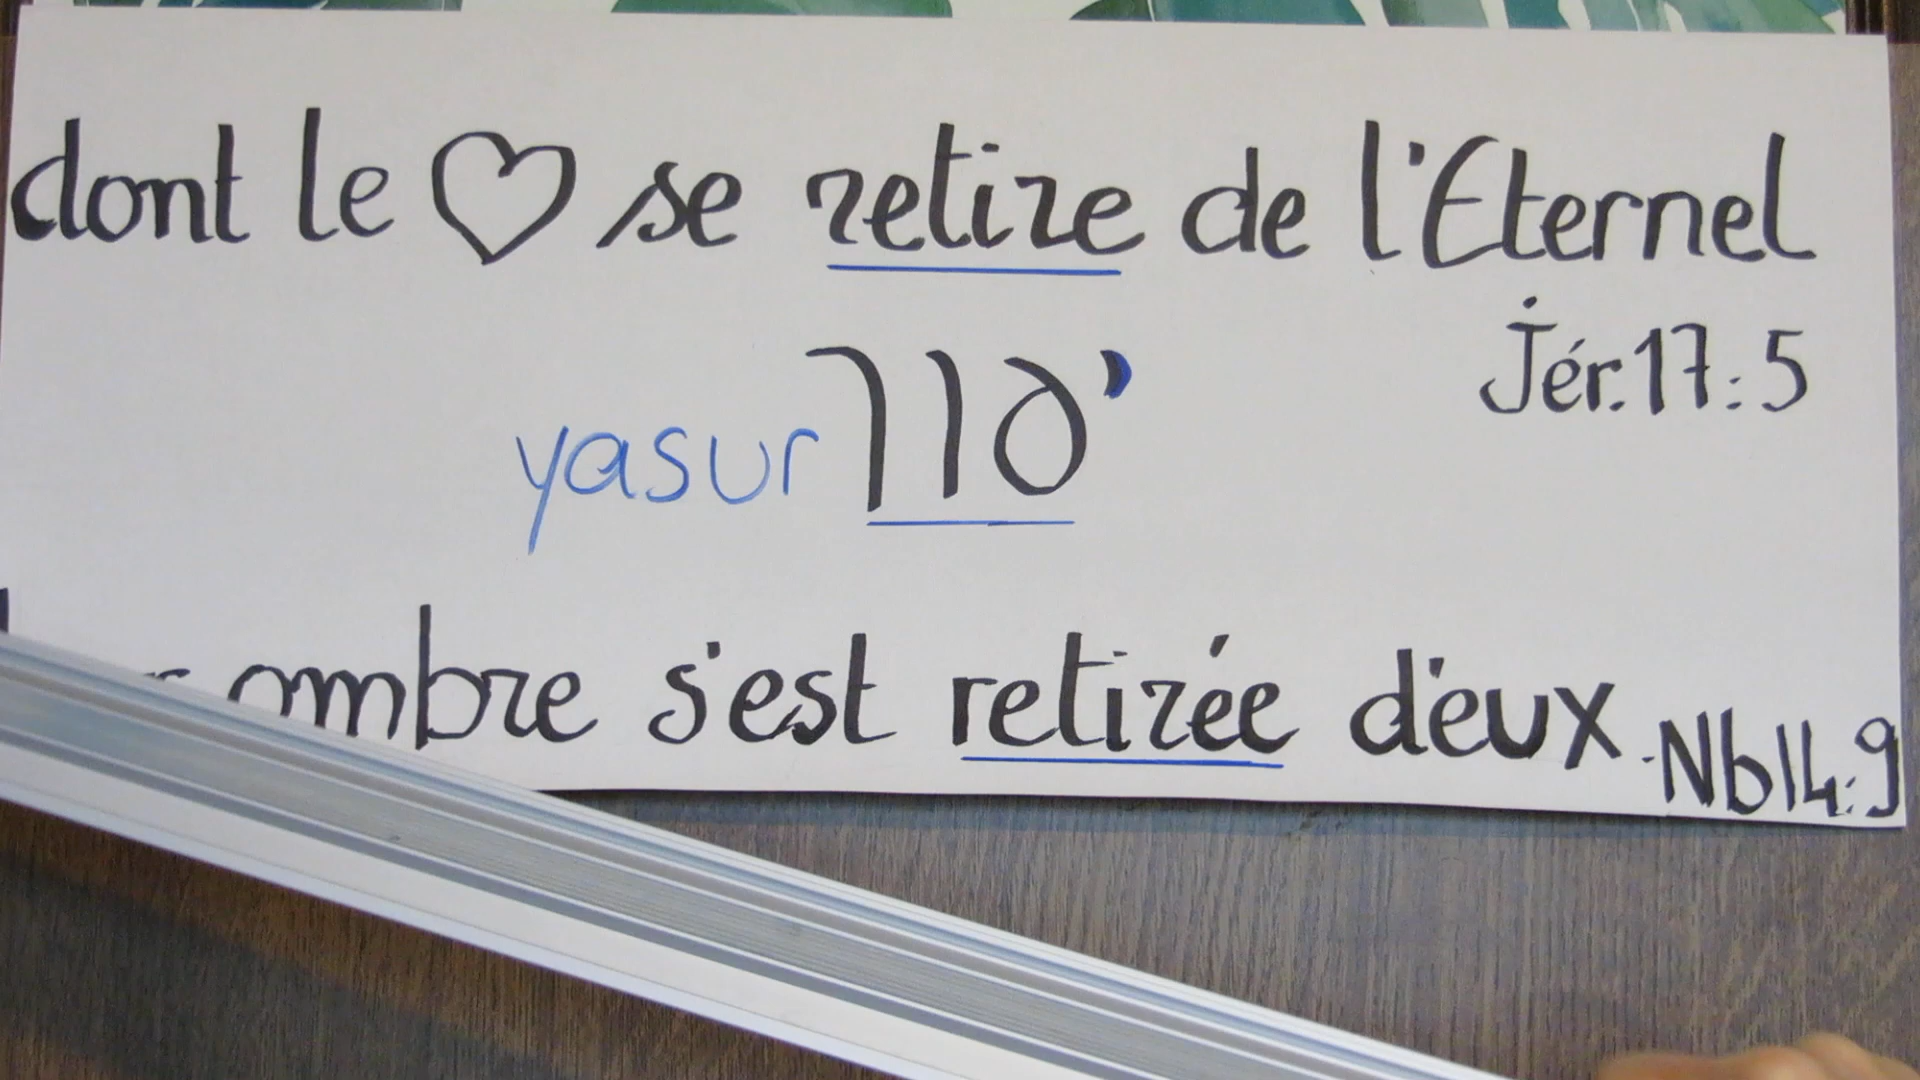 dont le ♡ se retire de l'Eternel
Jér.17:5
yasur יסור
ombre s'est retirée d'eux. Nb14:9